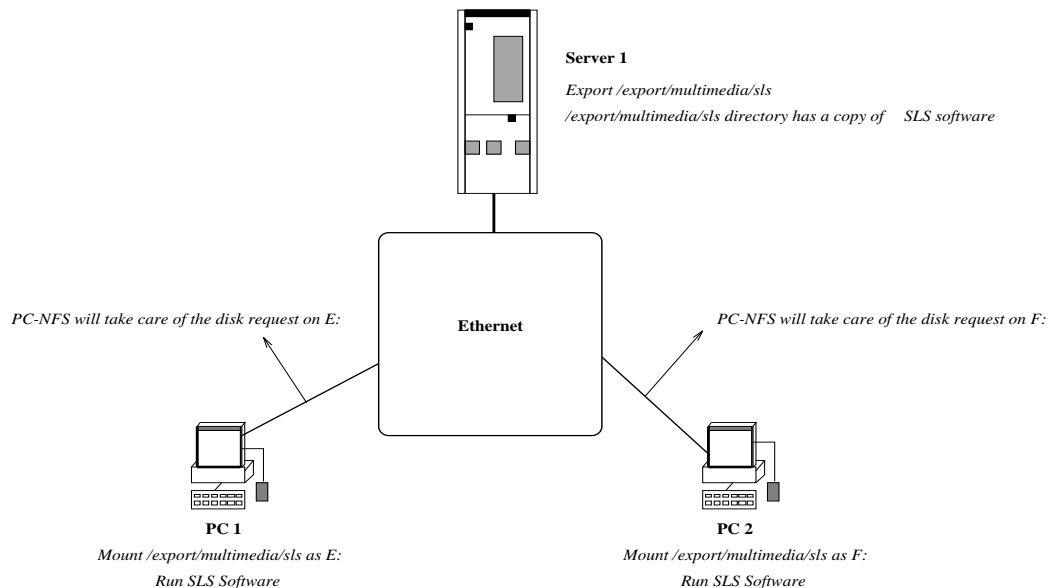 Server 1
Export /export/multimedia/sls
/export/multimedia/sls directory has a copy of SLS software
PC-NFS will take care of the disk request on E:
Ethernet
PC-NFS will take care of the disk request on F:
PC 1
Mount /export/multimedia/sls as E:
Run SLS Software
PC 2
Mount /export/multimedia/sls as F:
Run SLS Software